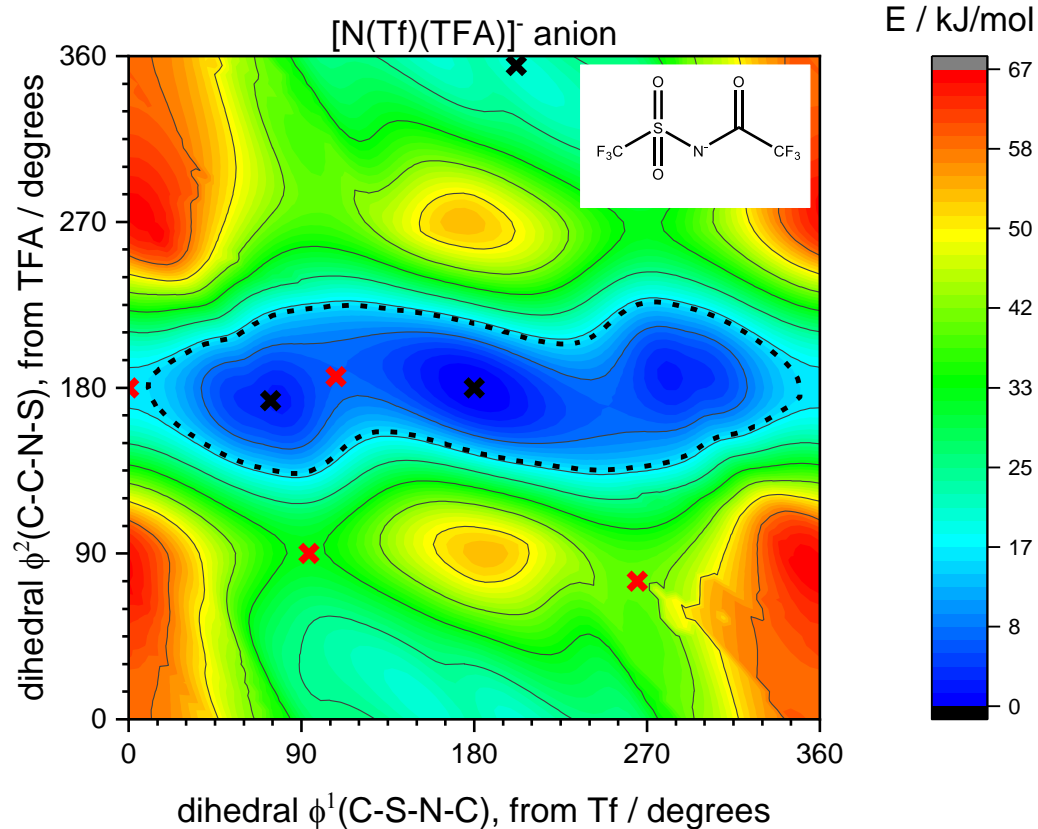 [N(Tf)(TFA)]⁻ anion
E / kJ/mol
360
270
180
90
0
0
90
180
270
360
dihedral ϕ²(C-C-N-S), from TFA / degrees
dihedral ϕ¹(C-S-N-C), from Tf / degrees
O
O
F₃C
S
N⁻
CF₃
O
67
58
50
42
33
25
17
8
0